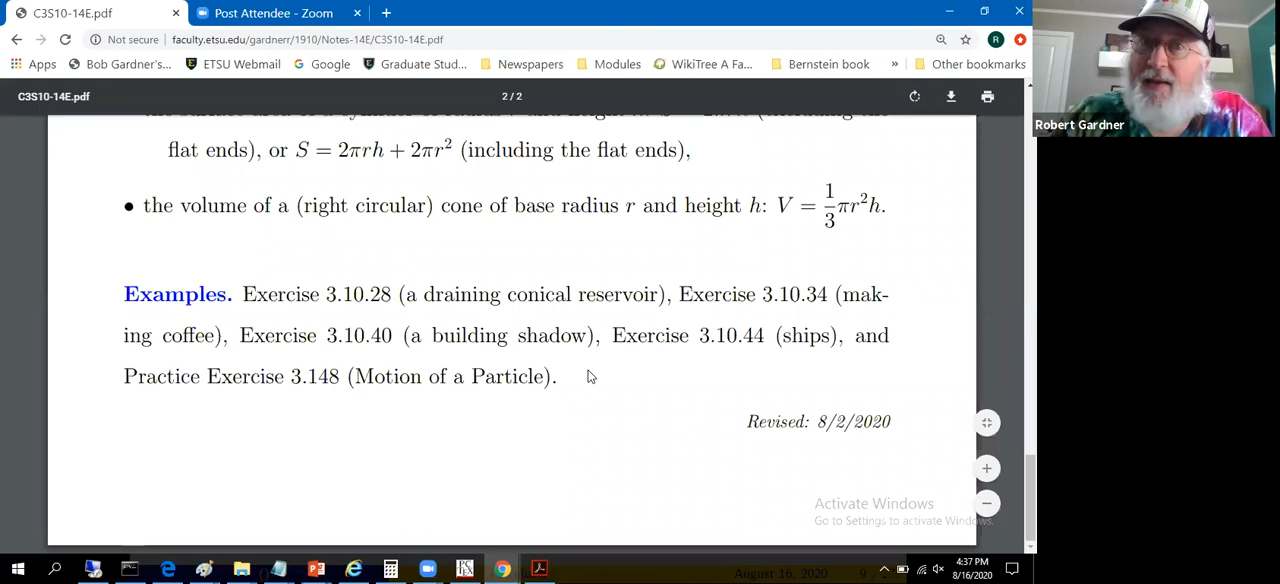 C3S10-14E.pdf
Post Attendee - Zoom
Not secure
faculty.etsu.edu/gardnerr/1910/Notes-14E/C3S10-14E.pdf
R
Apps
Bob Gardner's...
ETSU Webmail
Google
Graduate Stud...
Newspapers
Modules
WikiTree A Fa...
Bernstein book
»
Other bookmarks
C3S10-14E.pdf
2 / 2
Robert Gardner
flat ends), or S = 2πrh + 2πr² (including the flat ends),
• the volume of a (right circular) cone of base radius r and height h: V = 1/3 πr²h.
Examples. Exercise 3.10.28 (a draining conical reservoir), Exercise 3.10.34 (mak-
ing coffee), Exercise 3.10.40 (a building shadow), Exercise 3.10.44 (ships), and
Practice Exercise 3.148 (Motion of a Particle).
Revised: 8/2/2020
Activate Windows
Go to Settings to activate Windows.
4:37 PM
8/16/2020
August 16, 2020